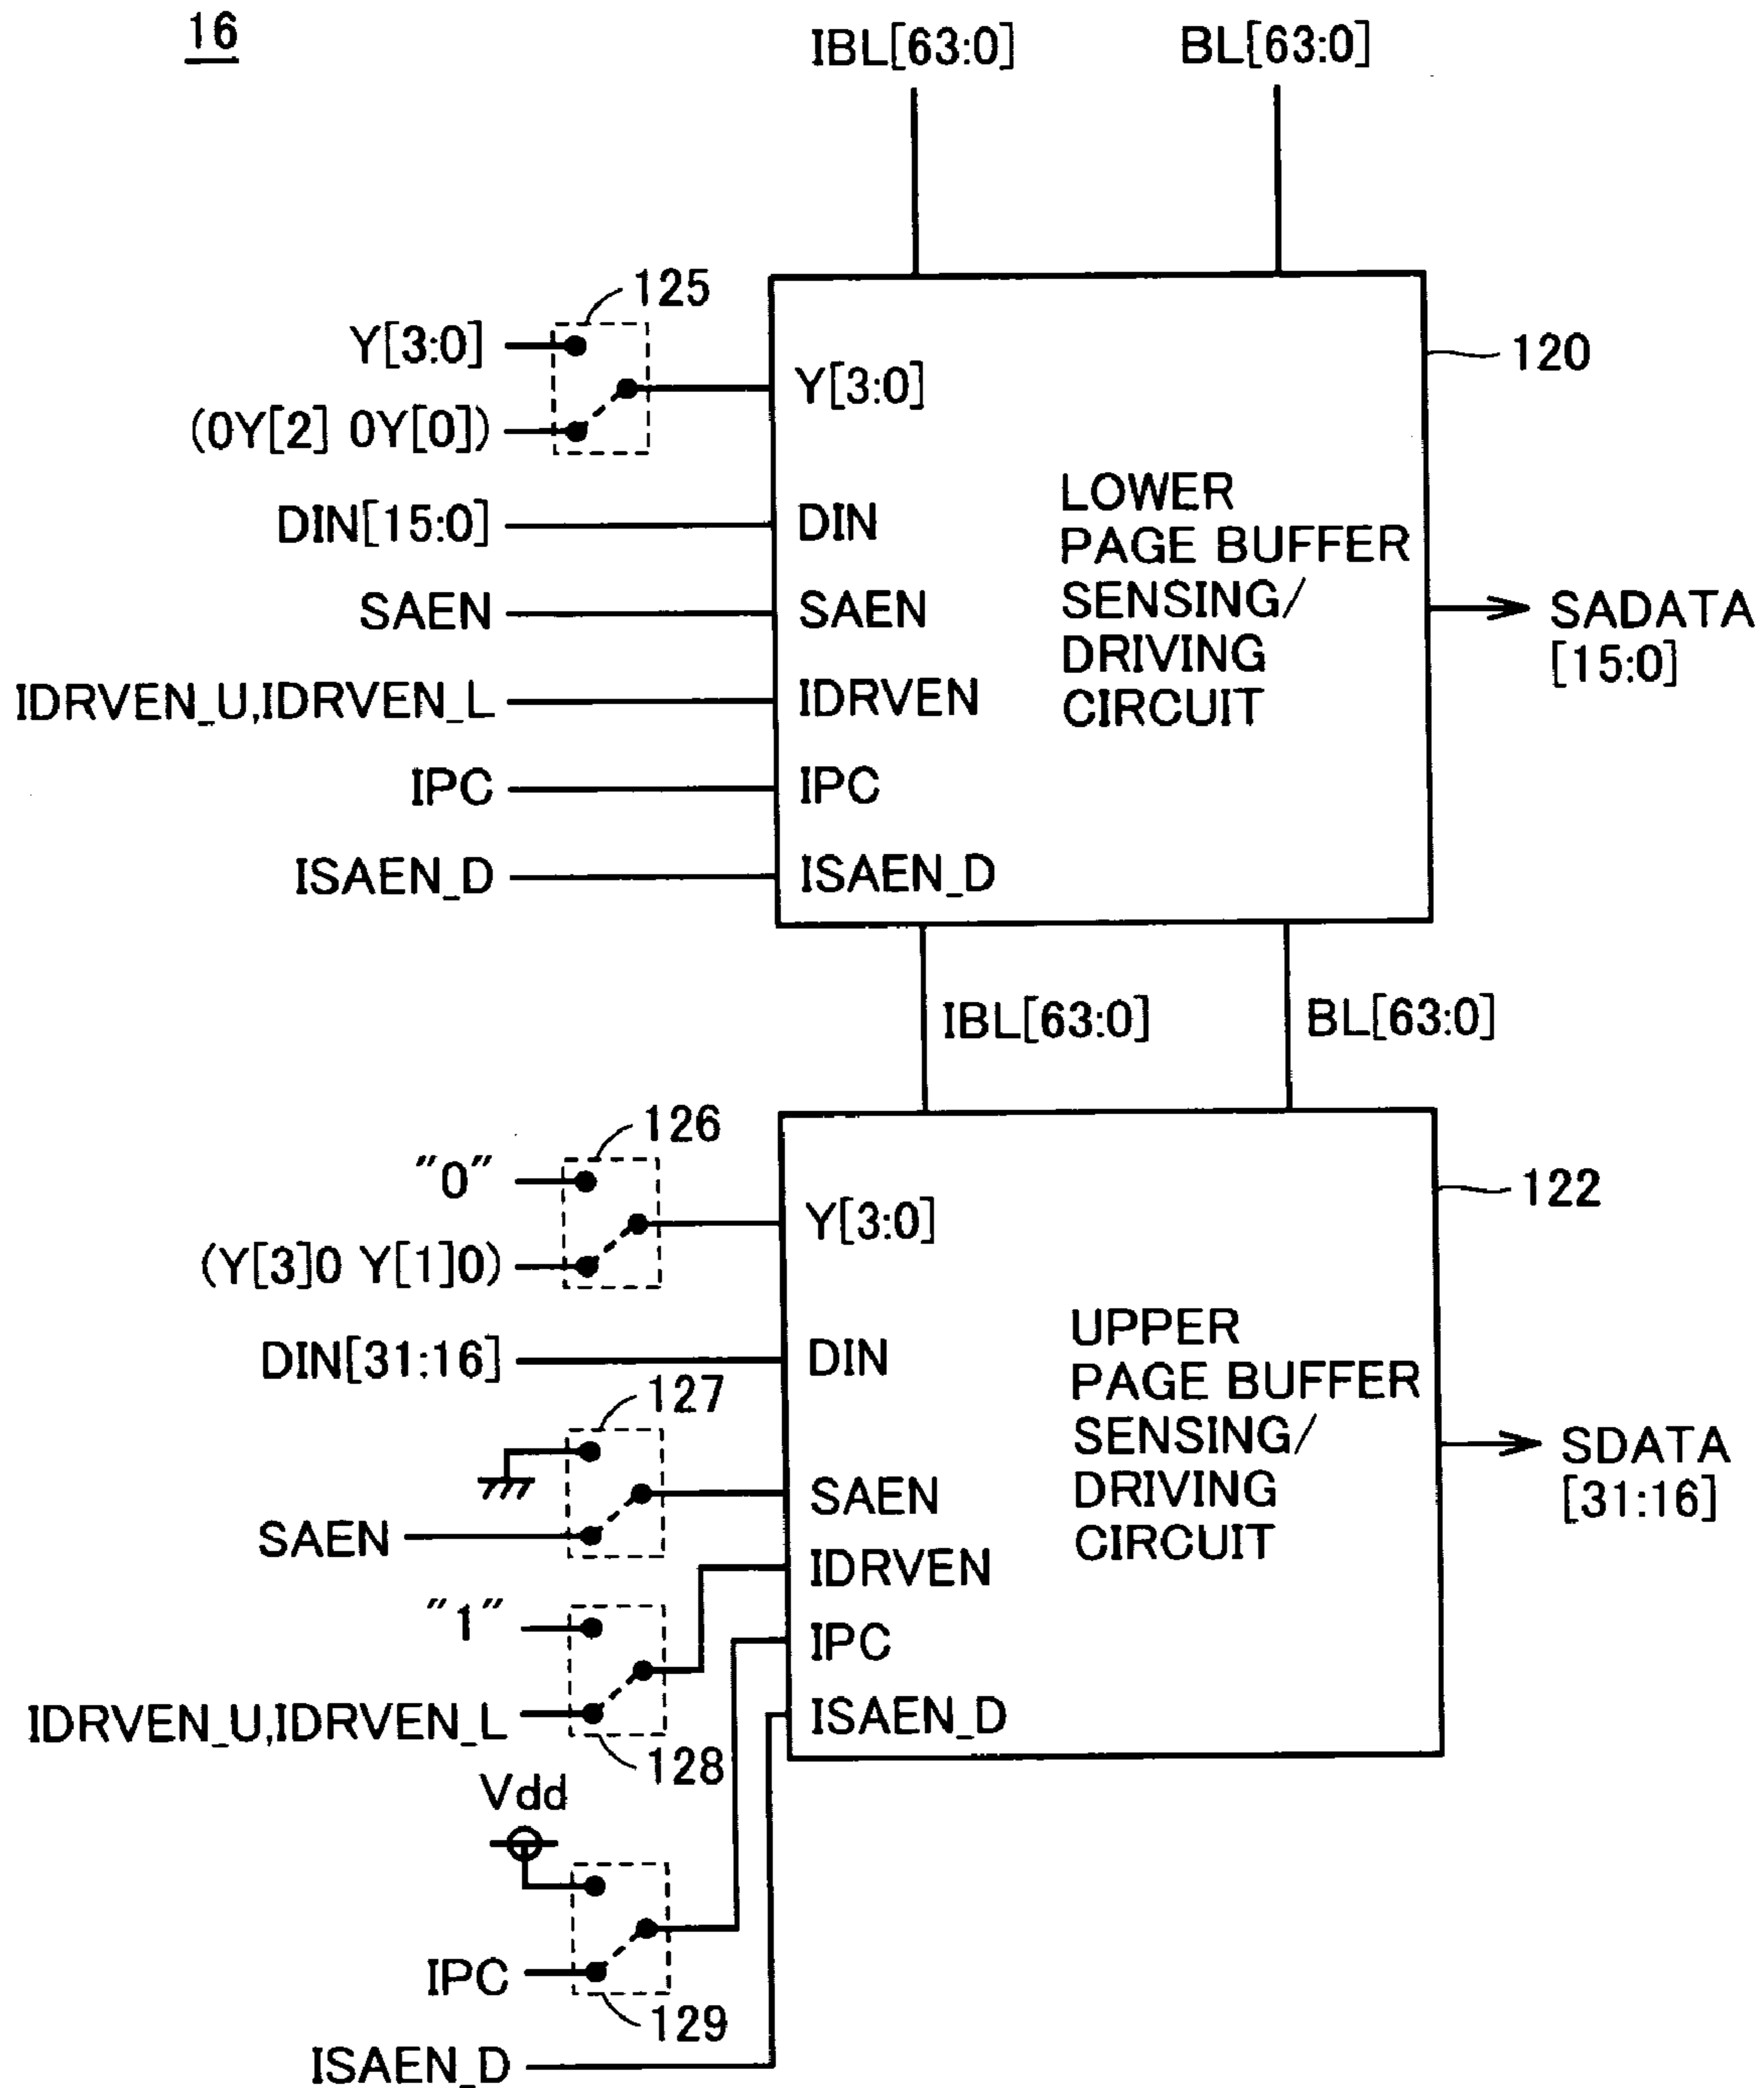 16
IBL[63:0]
BL[63:0]
125
Y[3:0]
(0Y[2] 0Y[0])
Y[3:0]
120
DIN[15:0]
DIN
LOWER
PAGE BUFFER
SENSING/
DRIVING
CIRCUIT
SAEN
SAEN
SADATA
[15:0]
IDRVEN_U,IDRVEN_L
IDRVEN
IPC
IPC
ISAEN_D
ISAEN_D
IBL[63:0]
BL[63:0]
126
"0"
(Y[3]0 Y[1]0)
Y[3:0]
122
DIN[31:16]
DIN
UPPER
PAGE BUFFER
SENSING/
DRIVING
CIRCUIT
127
SAEN
SAEN
SDATA
[31:16]
"1"
IDRVEN_U,IDRVEN_L
IDRVEN
128
IPC
ISAEN_D
Vdd
IPC
129
ISAEN_D